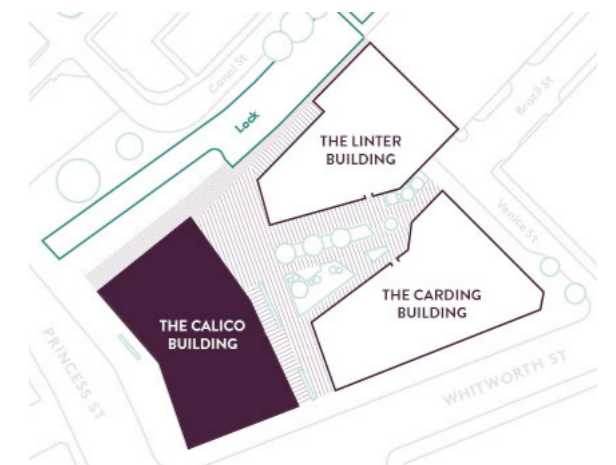 Canal St
Lock
Brazil St
THE LINTER
BUILDING
Venice St
THE CARDING
BUILDING
THE CALICO
BUILDING
PRINCESS ST
WHITWORTH ST